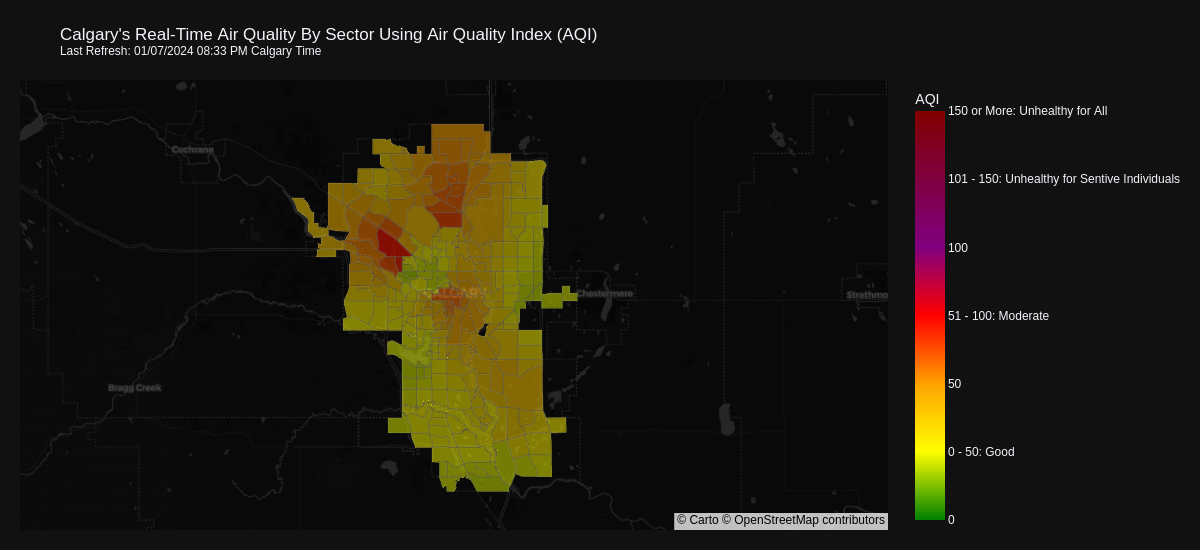 Calgary's Real-Time Air Quality By Sector Using Air Quality Index (AQI)
Last Refresh: 01/07/2024 08:33 PM Calgary Time
AQI
150 or More: Unhealthy for All
101 - 150: Unhealthy for Sentive Individuals
100
51 - 100: Moderate
50
0 - 50: Good
0
Cochrane
CALGARY
Chestermere
Strathmo
Bragg Creek
© Carto © OpenStreetMap contributors